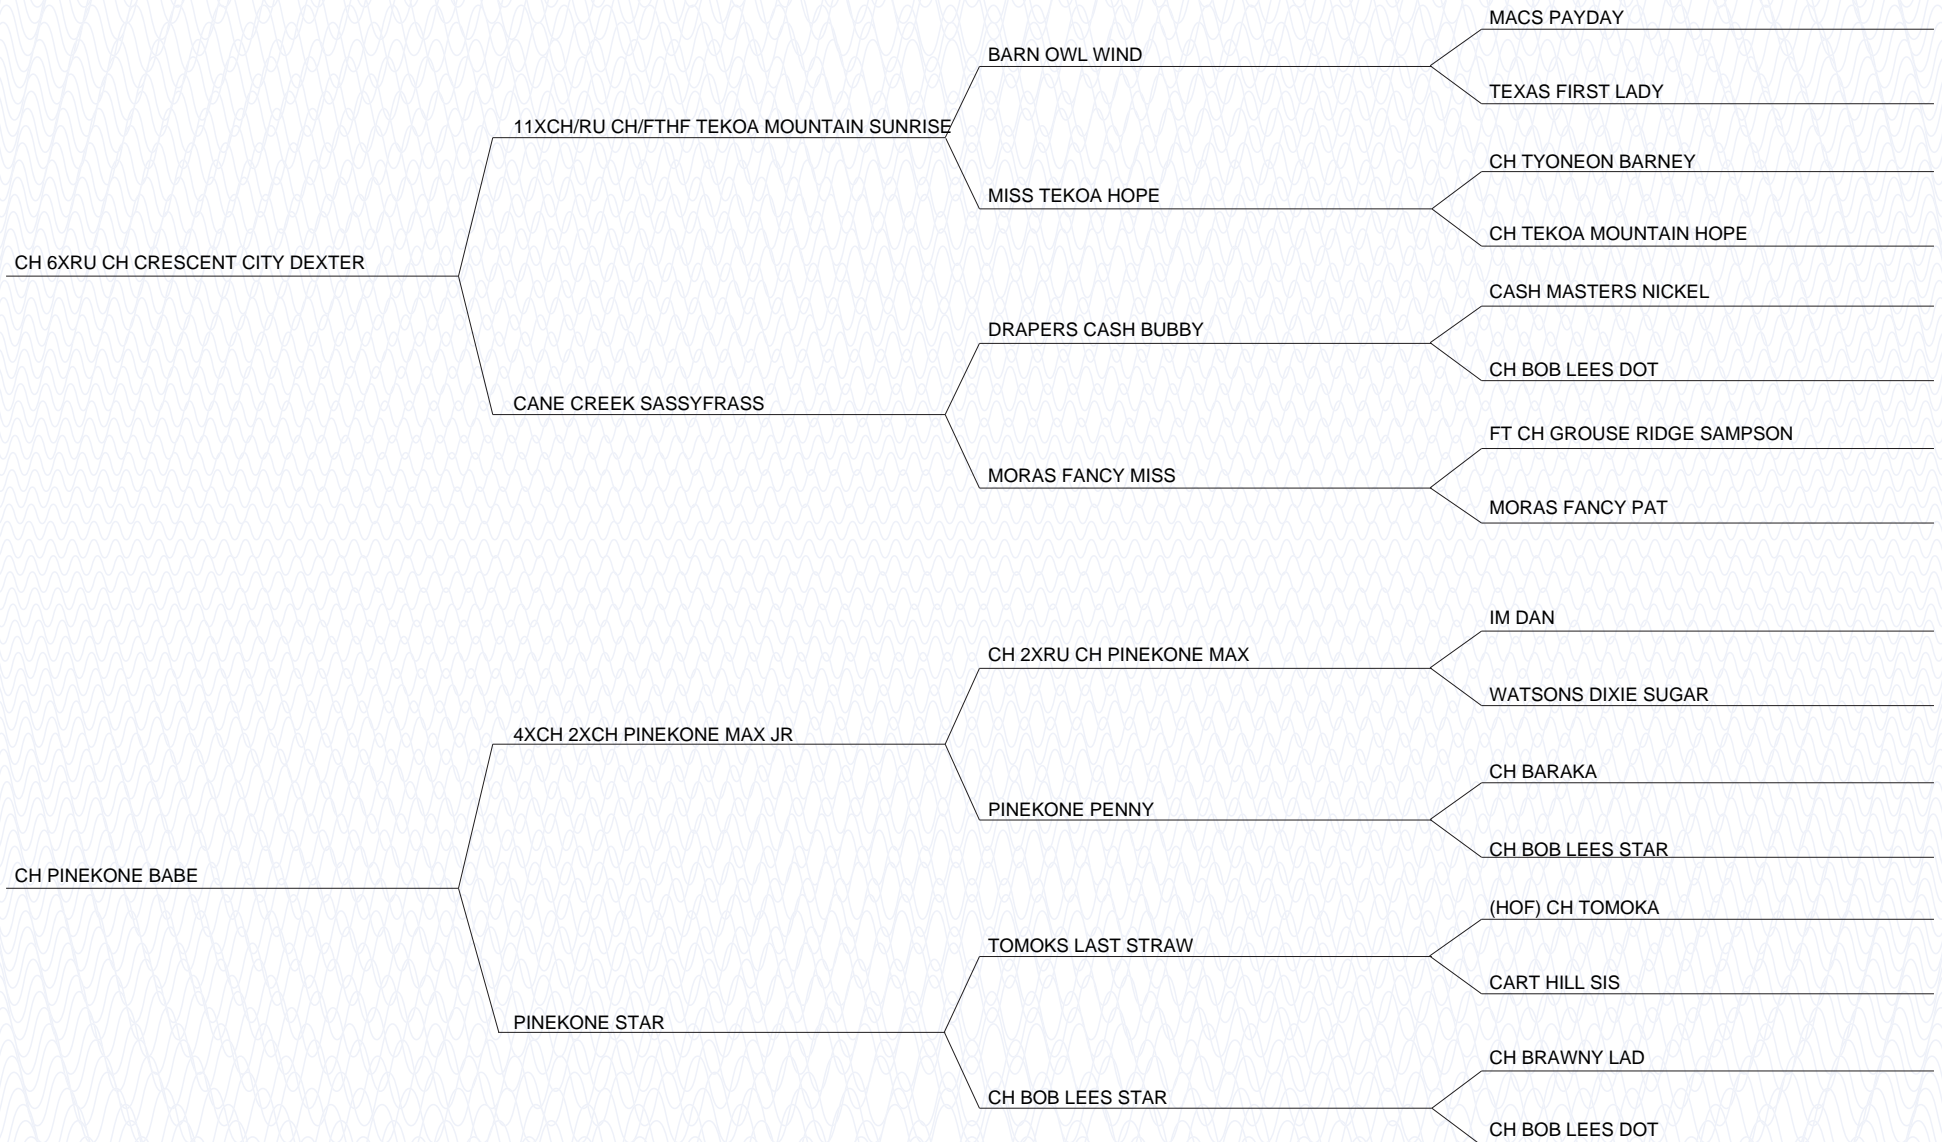 MACS PAYDAY
BARN OWL WIND
TEXAS FIRST LADY
11XCH/RU CH/FTHF TEKOA MOUNTAIN SUNRISE
CH TYONEON BARNEY
MISS TEKOA HOPE
CH TEKOA MOUNTAIN HOPE
CH 6XRU CH CRESCENT CITY DEXTER
CASH MASTERS NICKEL
DRAPERS CASH BUBBY
CH BOB LEES DOT
CANE CREEK SASSYFRASS
FT CH GROUSE RIDGE SAMPSON
MORAS FANCY MISS
MORAS FANCY PAT
IM DAN
CH 2XRU CH PINEKONE MAX
WATSONS DIXIE SUGAR
4XCH 2XCH PINEKONE MAX JR
CH BARAKA
PINEKONE PENNY
CH BOB LEES STAR
CH PINEKONE BABE
(HOF) CH TOMOKA
TOMOKS LAST STRAW
CART HILL SIS
PINEKONE STAR
CH BRAWNY LAD
CH BOB LEES STAR
CH BOB LEES DOT